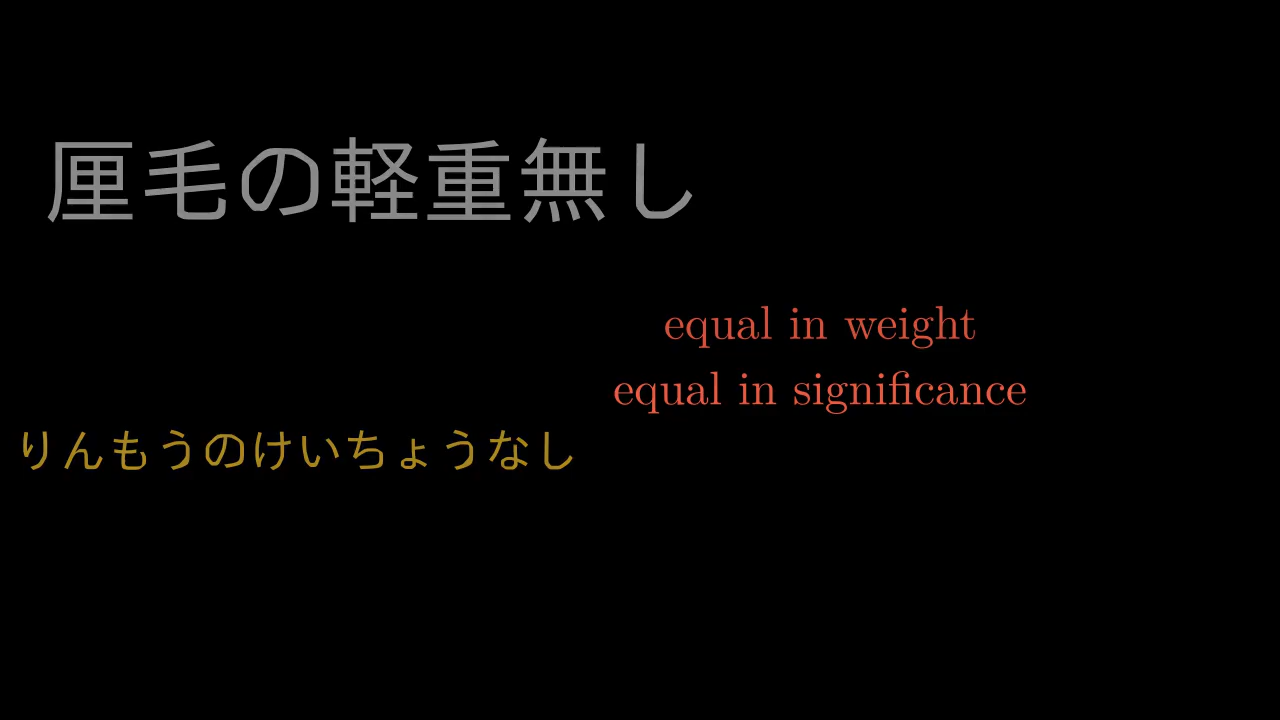 厘毛の軽重無し
equal in weight
equal in significance
りんもうのけいちょうなし